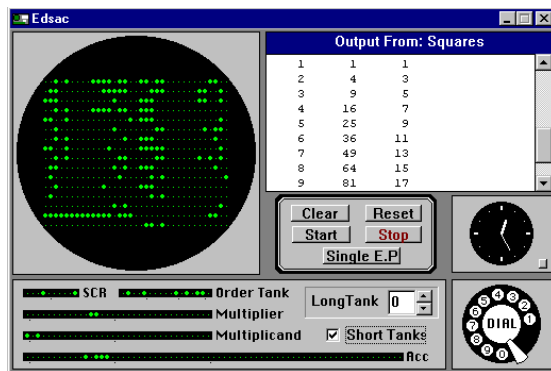 Edsac
Output From: Squares
1 1 1
2 4 3
3 9 5
4 16 7
5 25 9
6 36 11
7 49 13
8 64 15
9 81 17
Clear Reset
Start Stop
Single E.P
SCR Order Tank
Multiplier
Multiplicand
Acc
LongTank 0
Short Tanks
1 2 3 4 5 6 7 8 9 0
DIAL